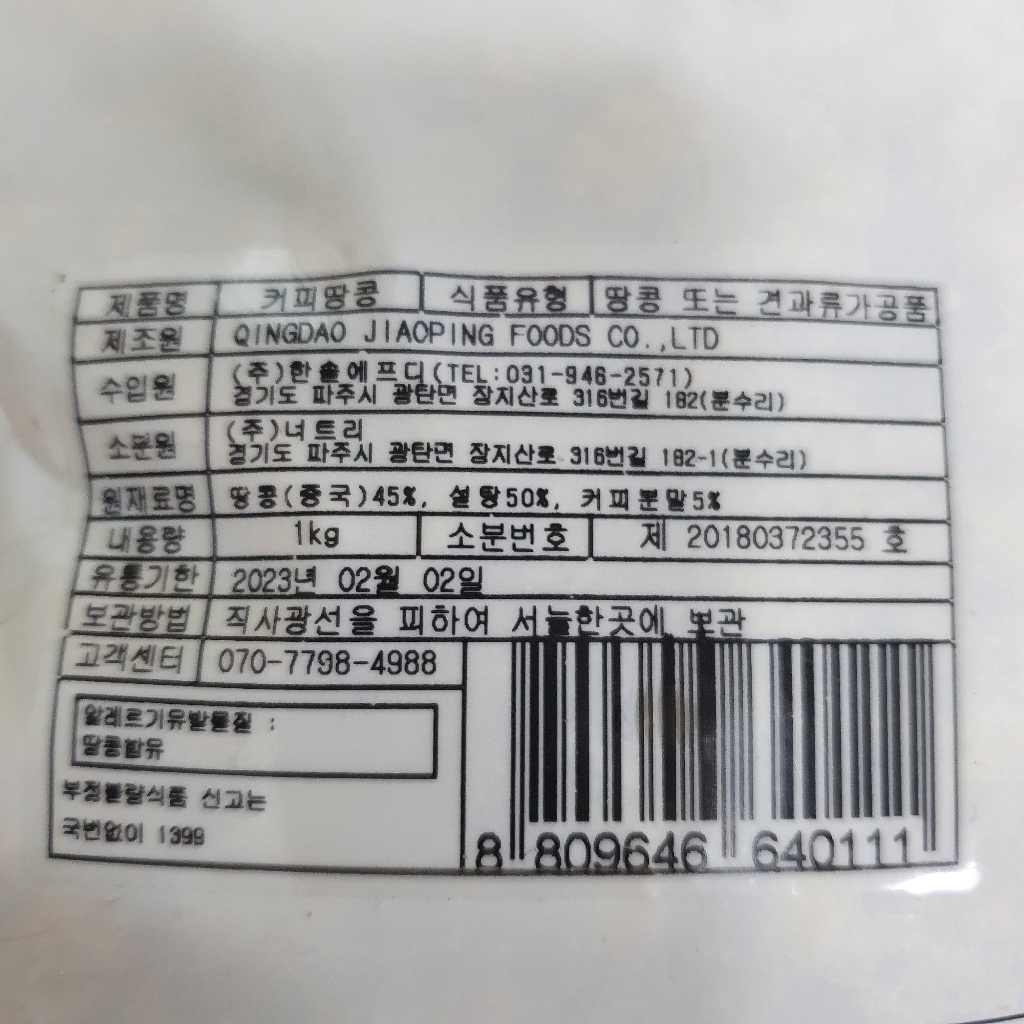 제품명 커피땅콩 식품유형 땅콩 또는 견과류가공품
제조원 QINGDAO JIAOPING FOODS CO.,LTD
수입원 (주)한솔에프디(TEL:031-946-2571)
경기도 파주시 광탄면 장지산로 316번길 182(분수리)
소분원 (주)너트리
경기도 파주시 광탄면 장지산로 316번길 182-1(분수리)
원재료명 땅콩(중국)45%, 설탕50%, 커피분말5%
내용량 1kg 소분번호 제 20180372355 호
유통기한 2023년 02월 02일
보관방법 직사광선을 피하여 서늘한곳에 보관
고객센터 070-7798-4988
알레르기유발물질 :
땅콩함유
부정불량식품 신고는
국번없이 1399
8 809646 640111